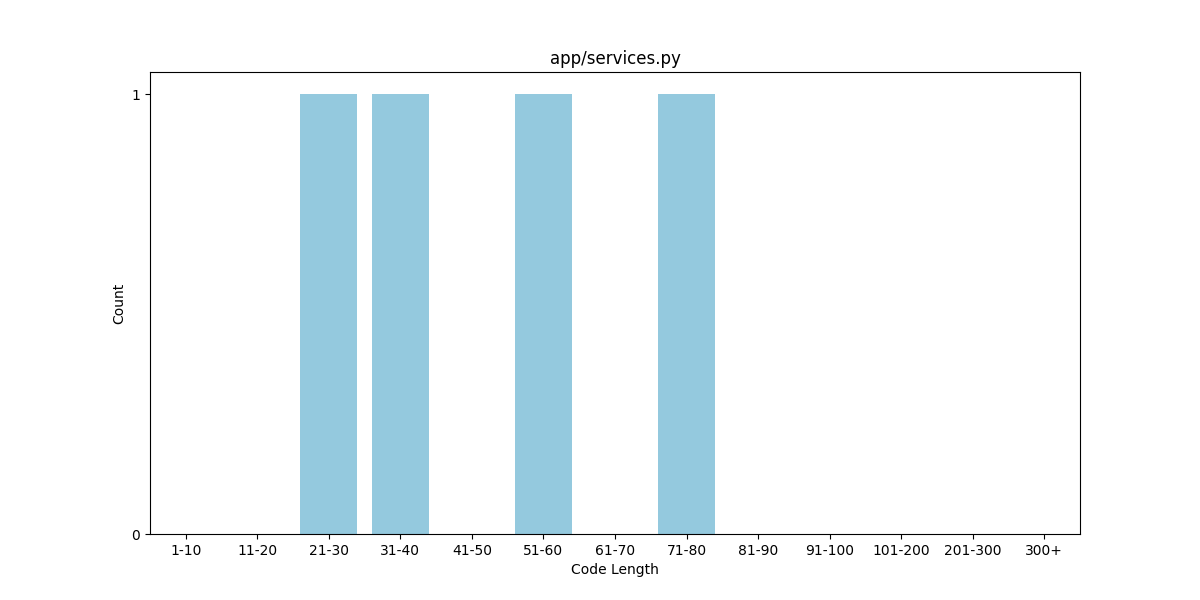 app/services.py
1
Count
0
1-10 11-20 21-30 31-40 41-50 51-60 61-70 71-80 81-90 91-100 101-200 201-300 300+
Code Length